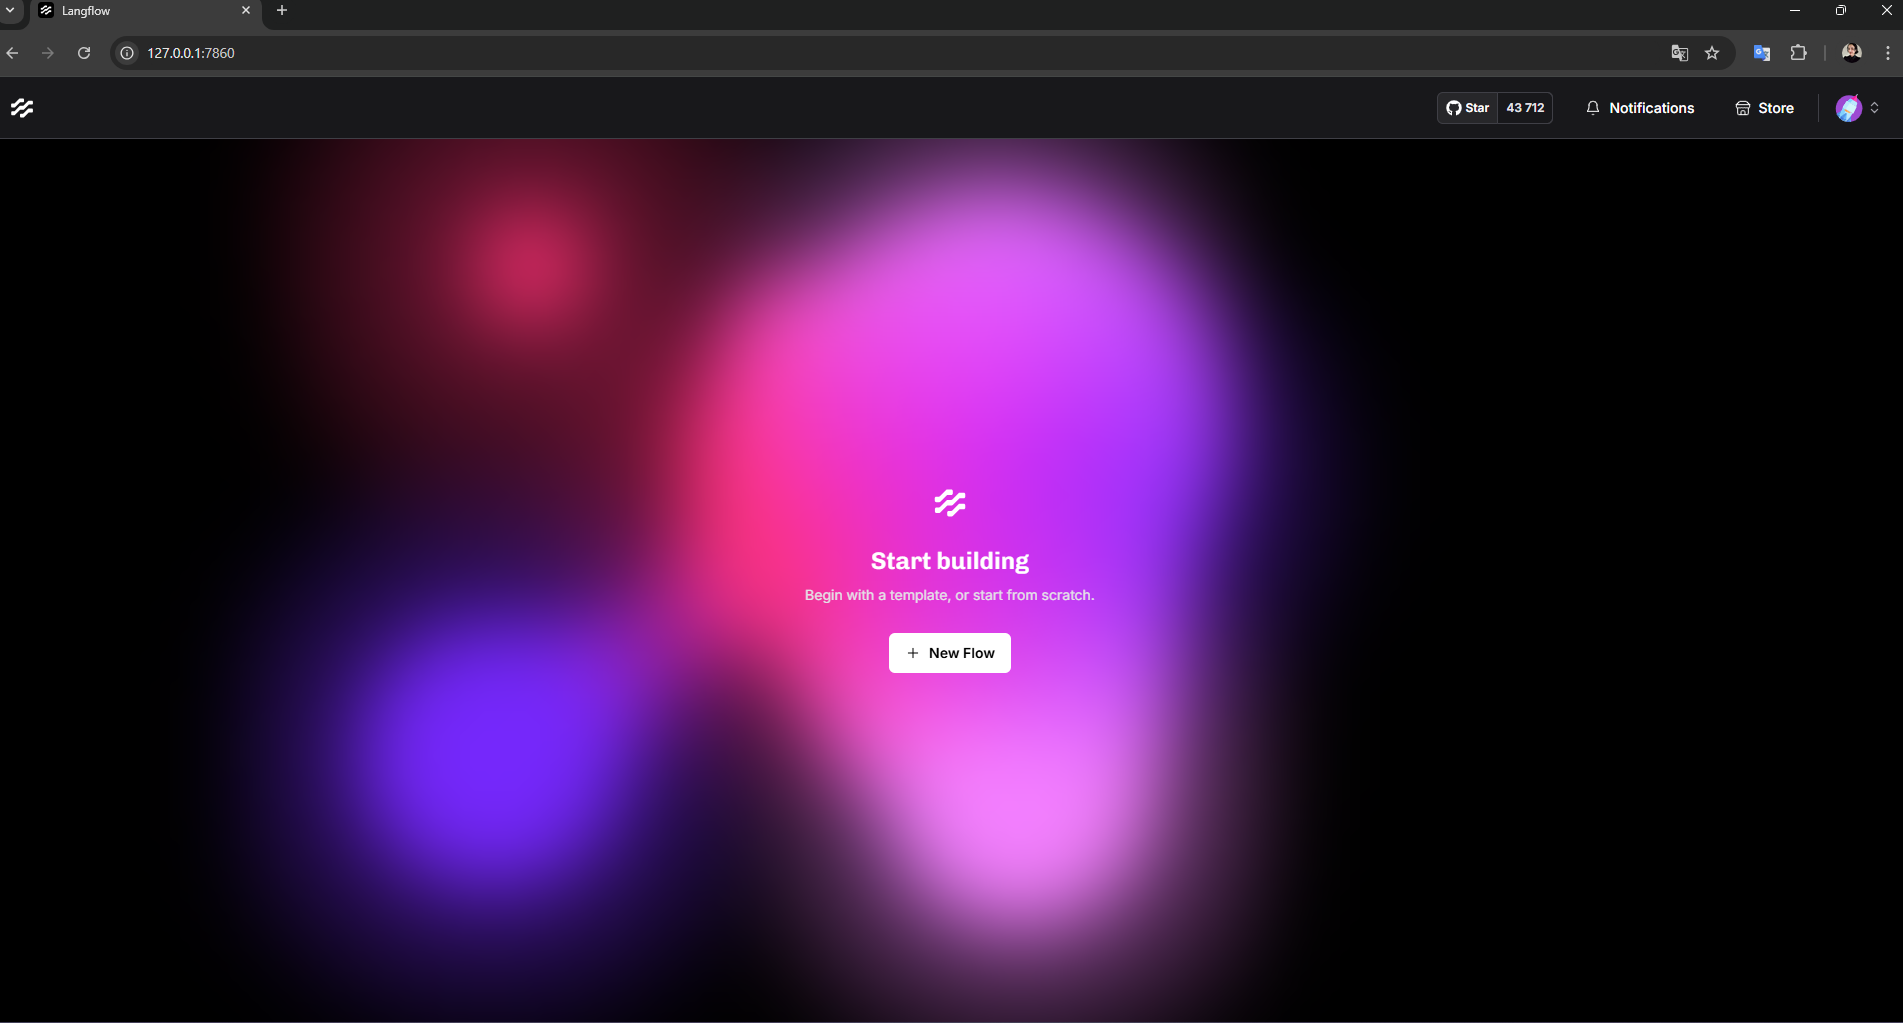 Langflow
127.0.0.1:7860
Star 43 712 Notifications Store
Start building
Begin with a template, or start from scratch.
+ New Flow